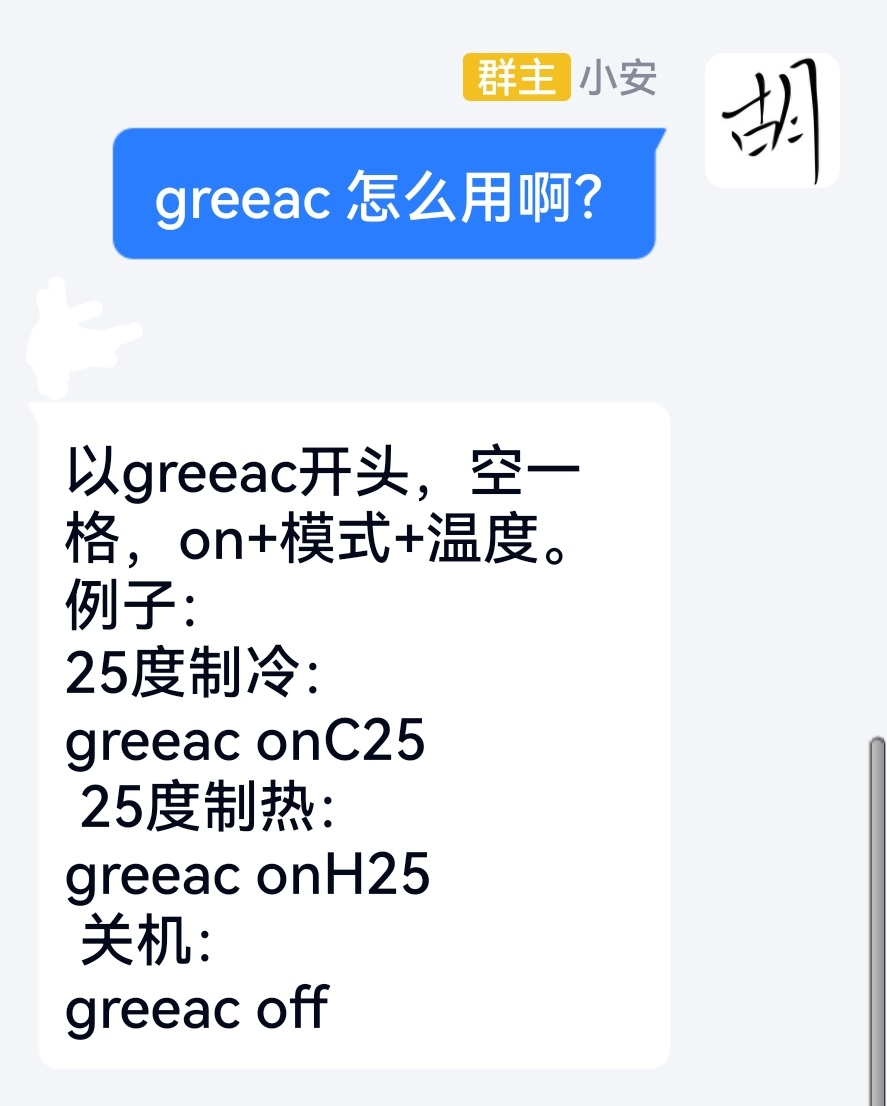 群主 小安
胡
greeac 怎么用啊？
以greeac开头，空一
格，on+模式+温度。
例子：
25度制冷：
greeac onC25
25度制热：
greeac onH25
关机：
greeac off